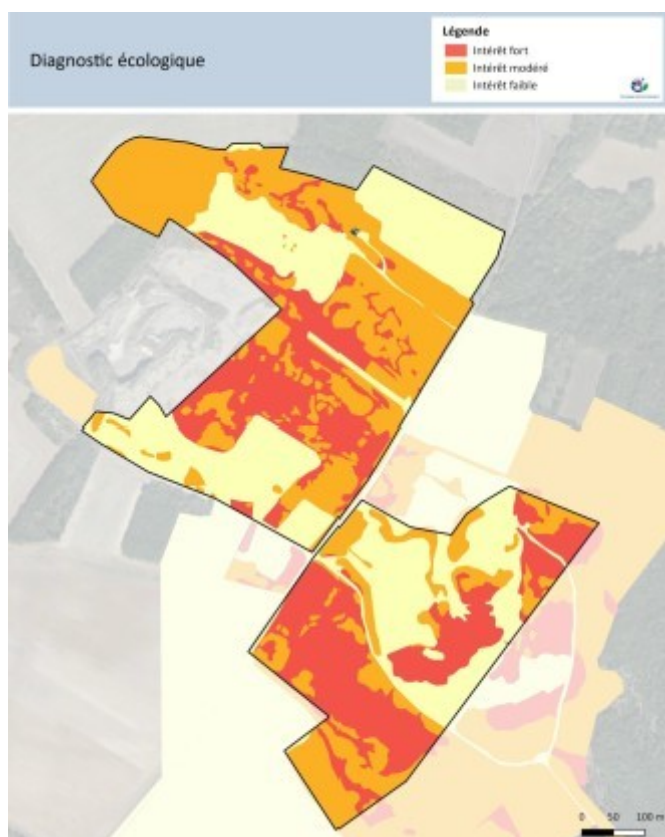 Diagnostic écologique
Légende
Intérêt fort
Intérêt modéré
Intérêt faible
0 50 100 m